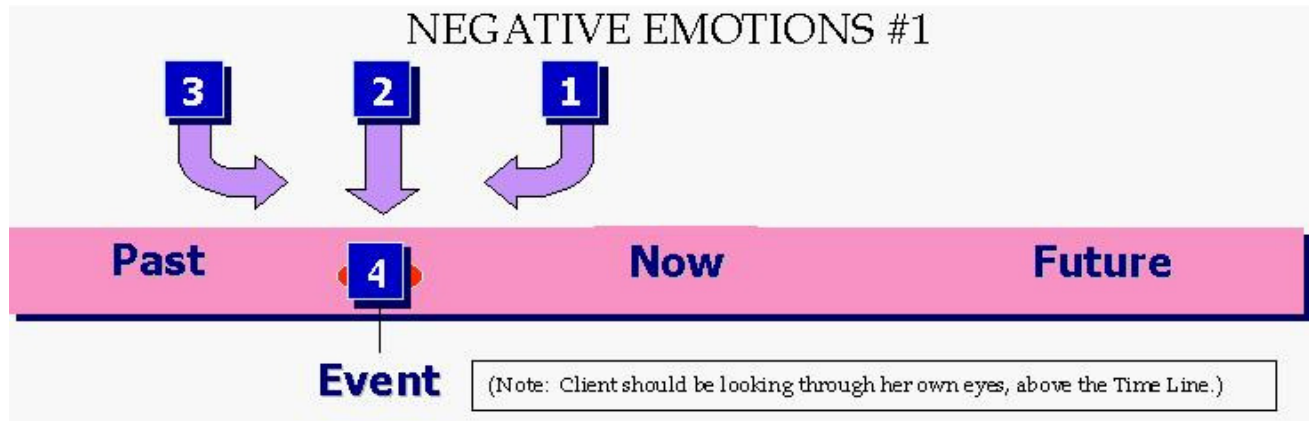 NEGATIVE EMOTIONS #1
3 2 1
Past 4 Now Future
Event
(Note: Client should be looking through her own eyes, above the Time Line.)